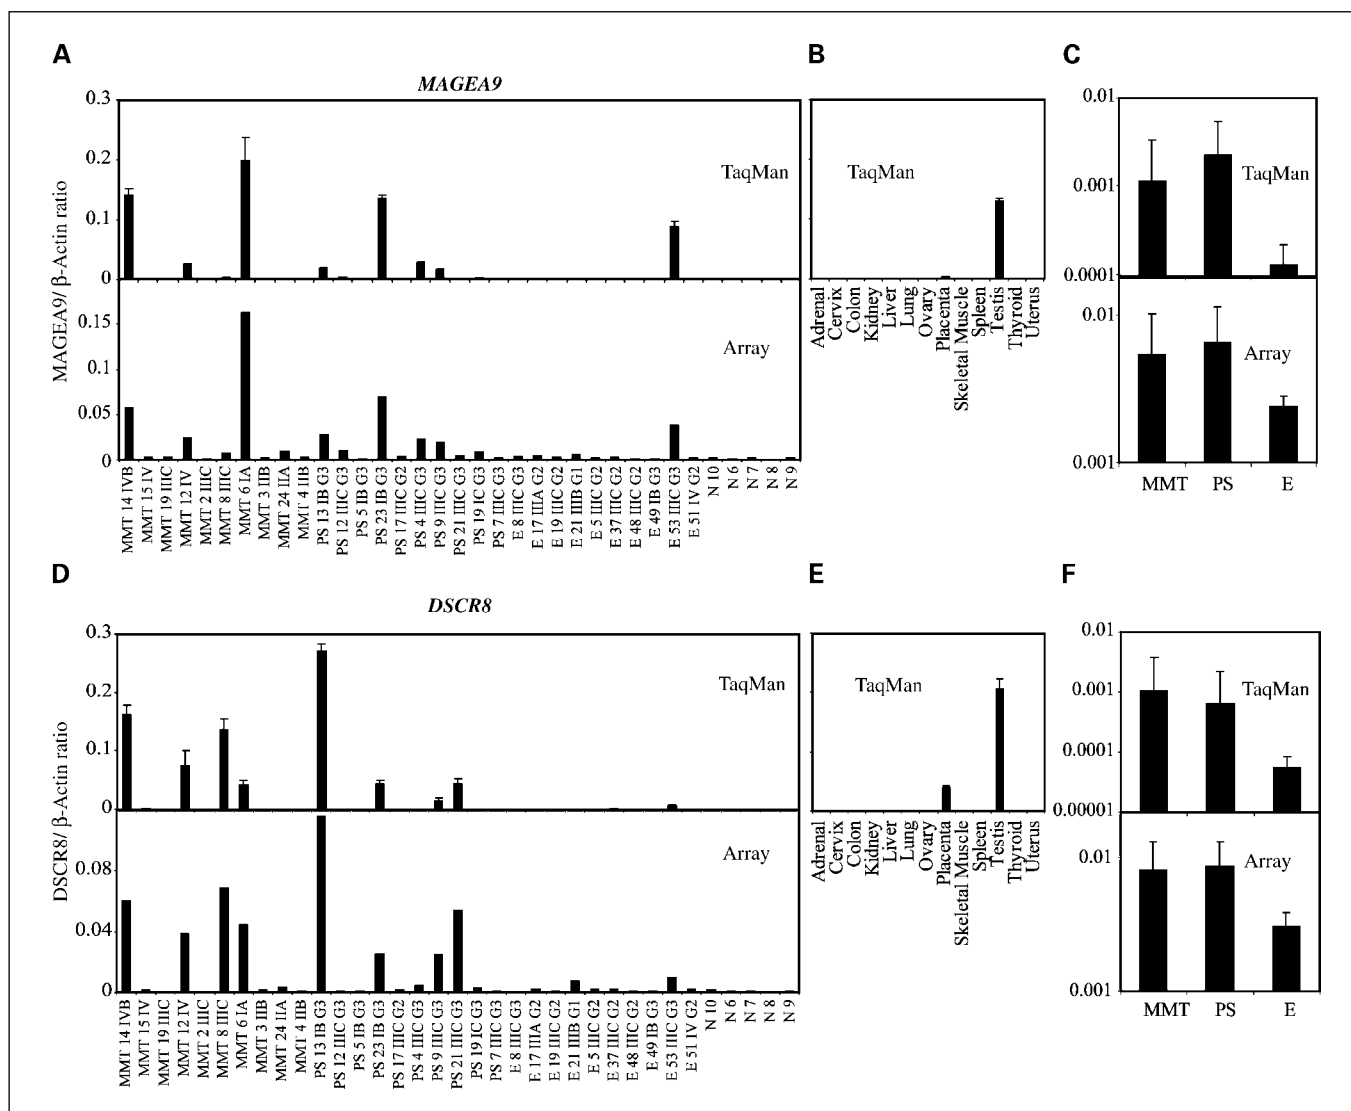 A
MAGEA9
MAGEA9/ β-Actin ratio
0.3
0.2
0.1
0
TaqMan
0.15
0.1
0.05
0
Array
MMT 14 IVB
MMT 15 IV
MMT 19 IIIC
MMT 12 IV
MMT 2 IIIC
MMT 8 IIIC
MMT 6 IA
MMT 3 IIB
MMT 24 IIA
MMT 4 IIB
PS 13 IB G3
PS 12 IIIC G3
PS 5 IB G3
PS 23 IB G3
PS 17 IIIC G2
PS 4 IIIC G3
PS 9 IIIC G3
PS 21 IIIC G3
PS 19 IC G3
PS 7 IIIC G3
E 8 IIIC G3
E 17 IIIA G2
E 19 IIIC G2
E 21 IIIB G1
E 5 IIIC G2
E 37 IIIC G2
E 48 IIIC G2
E 49 IB G3
E 53 IIIC G3
E 51 IV G2
N 10
N 6
N 7
N 8
N 9
B
TaqMan
Adrenal
Cervix
Colon
Kidney
Liver
Lung
Ovary
Placenta
Skeletal Muscle
Spleen
Testis
Thyroid
Uterus
C
0.01
0.001
0.0001
TaqMan
0.01
0.001
Array
MMT
PS
E
D
DSCR8
DSCR8/ β-Actin ratio
0.3
0.2
0.1
0
TaqMan
0.08
0.04
0
Array
MMT 14 IVB
MMT 15 IV
MMT 19 IIIC
MMT 12 IV
MMT 2 IIIC
MMT 8 IIIC
MMT 6 IA
MMT 3 IIB
MMT 24 IIA
MMT 4 IIB
PS 13 IB G3
PS 12 IIIC G3
PS 5 IB G3
PS 23 IB G3
PS 17 IIIC G2
PS 4 IIIC G3
PS 9 IIIC G3
PS 21 IIIC G3
PS 19 IC G3
PS 7 IIIC G3
E 8 IIIC G3
E 17 IIIA G2
E 19 IIIC G2
E 21 IIIB G1
E 5 IIIC G2
E 37 IIIC G2
E 48 IIIC G2
E 49 IB G3
E 53 IIIC G3
E 51 IV G2
N 10
N 6
N 7
N 8
N 9
E
TaqMan
Adrenal
Cervix
Colon
Kidney
Liver
Lung
Ovary
Placenta
Skeletal Muscle
Spleen
Testis
Thyroid
Uterus
F
0.01
0.001
0.0001
0.00001
TaqMan
0.01
0.001
Array
MMT
PS
E